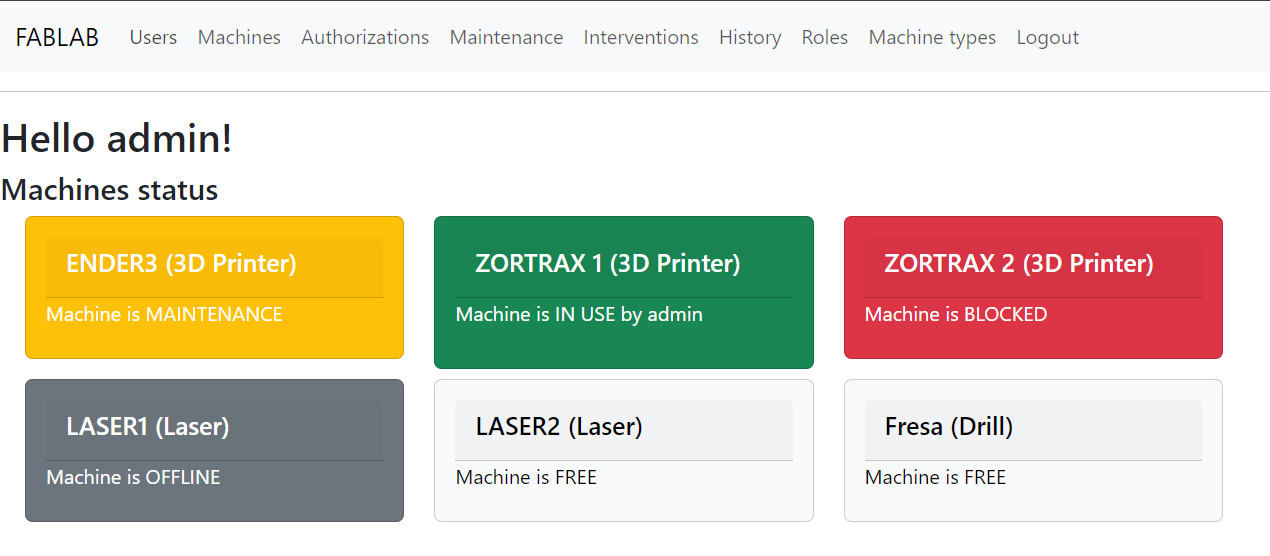 FABLAB Users Machines Authorizations Maintenance Interventions History Roles Machine types Logout
Hello admin!
Machines status
ENDER3 (3D Printer)
Machine is MAINTENANCE
ZORTRAX 1 (3D Printer)
Machine is IN USE by admin
ZORTRAX 2 (3D Printer)
Machine is BLOCKED
LASER1 (Laser)
Machine is OFFLINE
LASER2 (Laser)
Machine is FREE
Fresa (Drill)
Machine is FREE